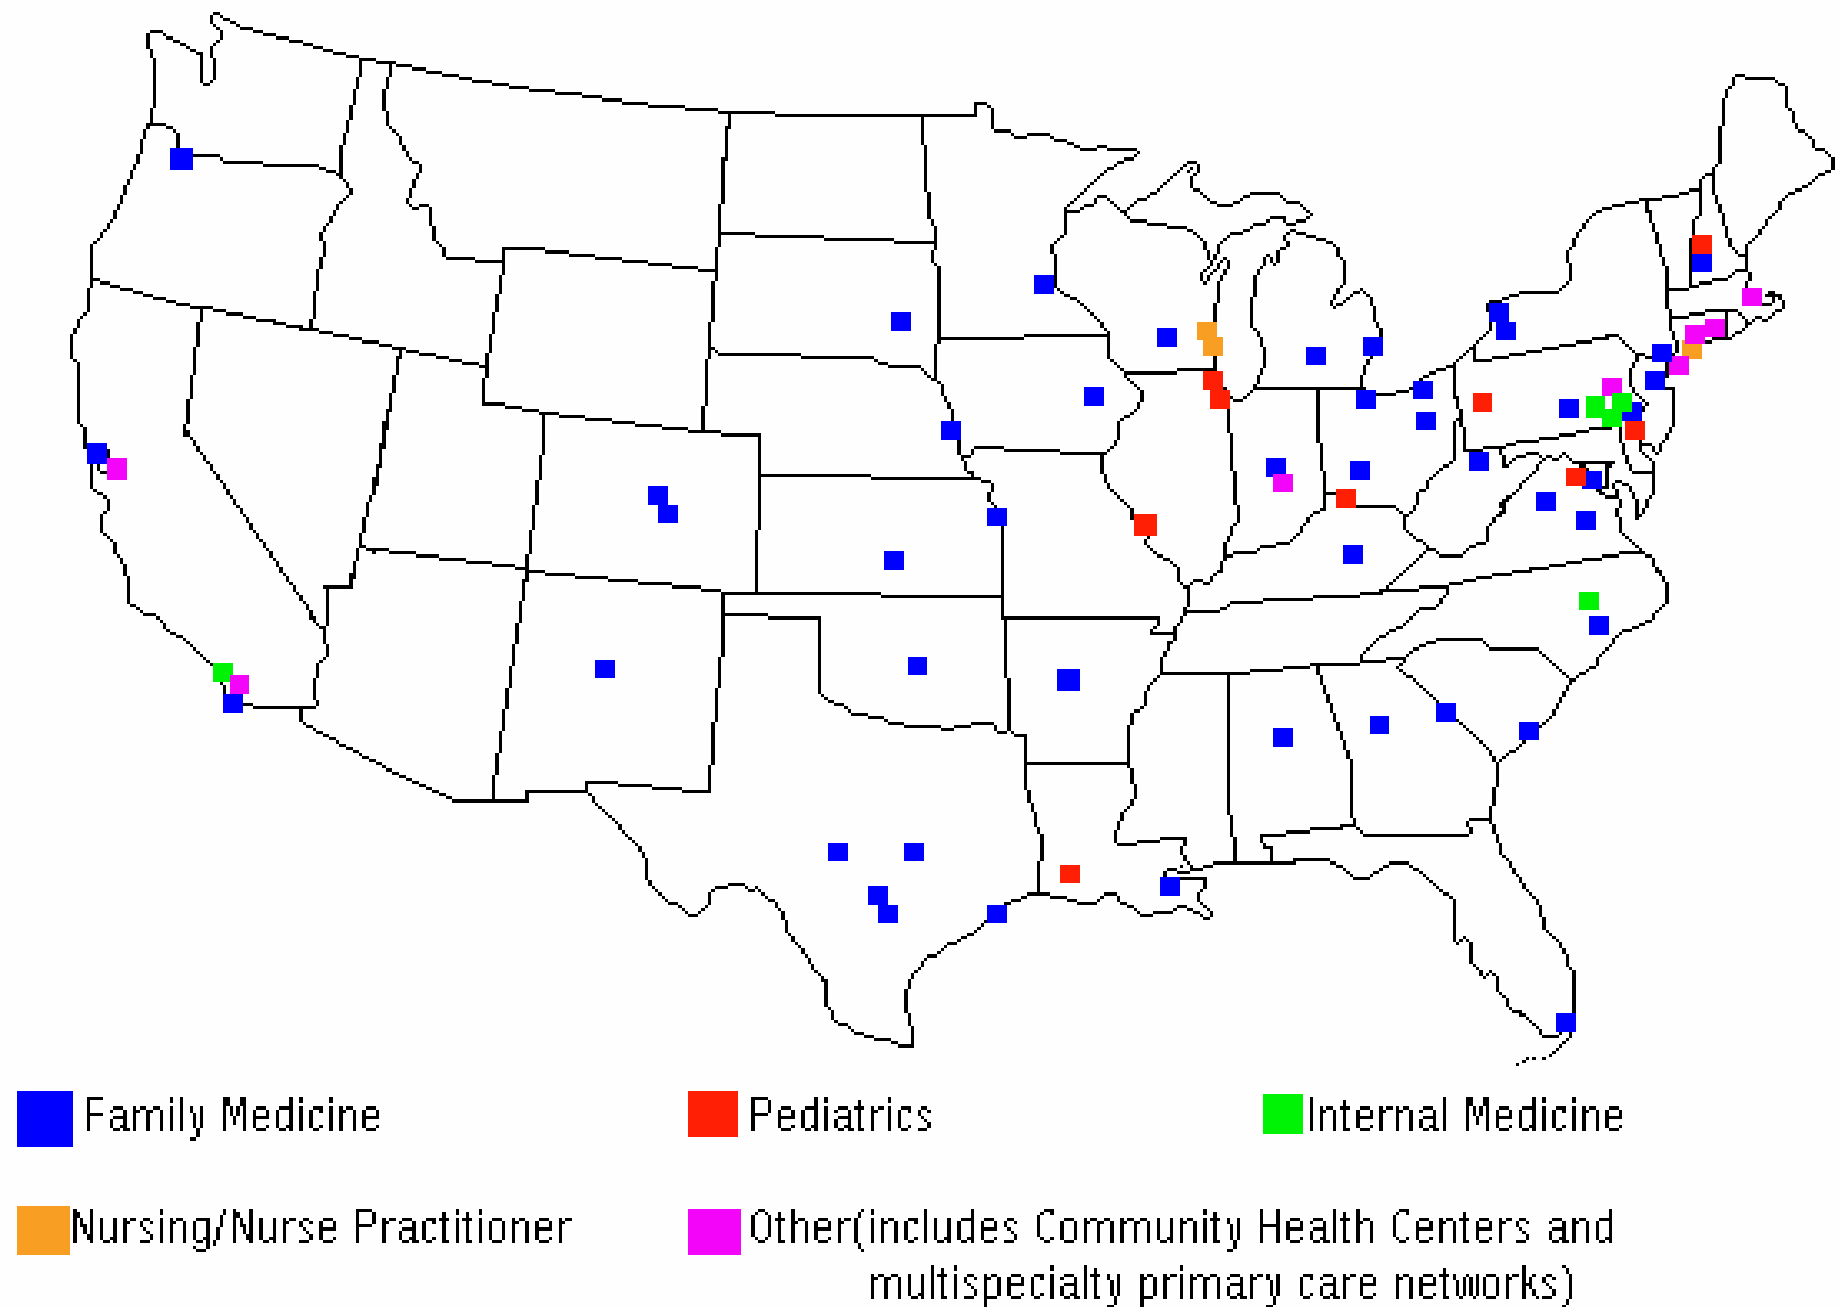 Family Medicine
Pediatrics
Internal Medicine
Nursing/Nurse Practitioner
Other(includes Community Health Centers and
multispecialty primary care networks)